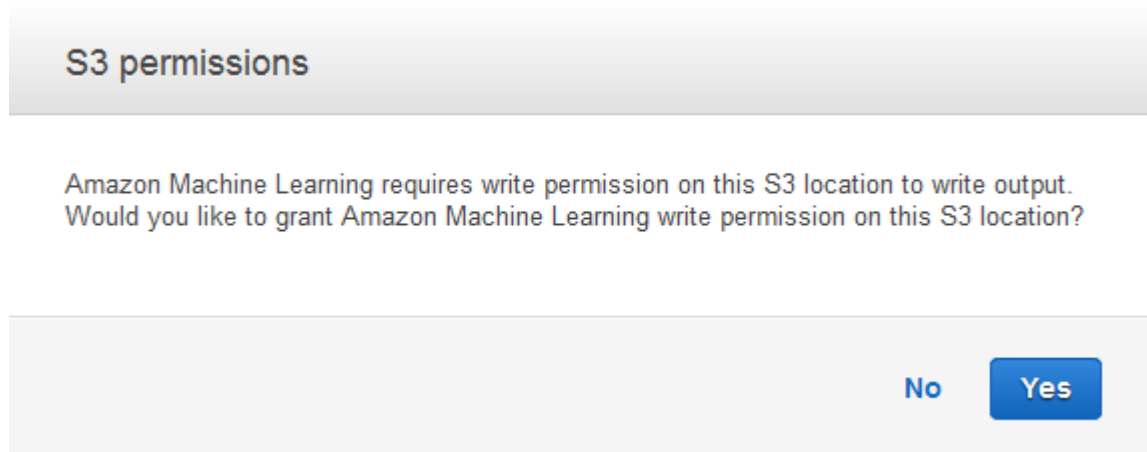 S3 permissions
Amazon Machine Learning requires write permission on this S3 location to write output.
Would you like to grant Amazon Machine Learning write permission on this S3 location?
No
Yes